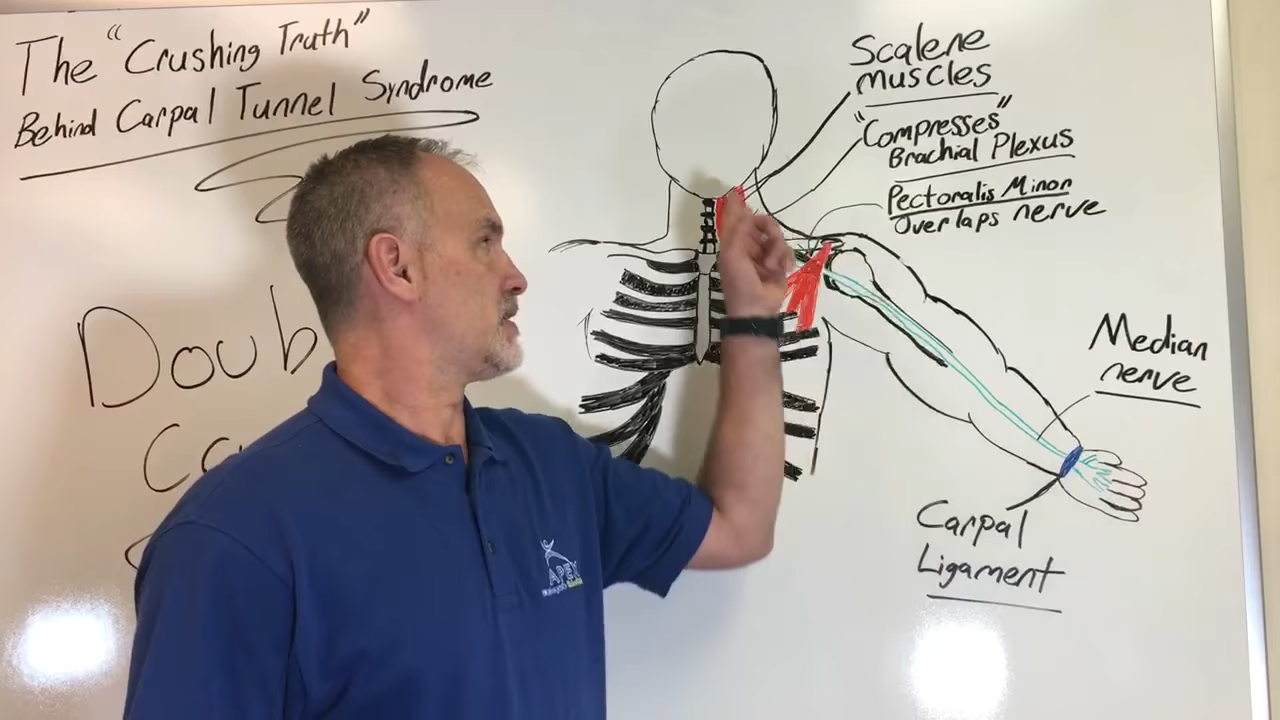 The "Crushing Truth"
Behind Carpal Tunnel Syndrome
Scalene
muscles
"Compresses"
Brachial Plexus
Pectoralis Minor
Overlaps nerve
Median
nerve
Carpal
Ligament
APEX